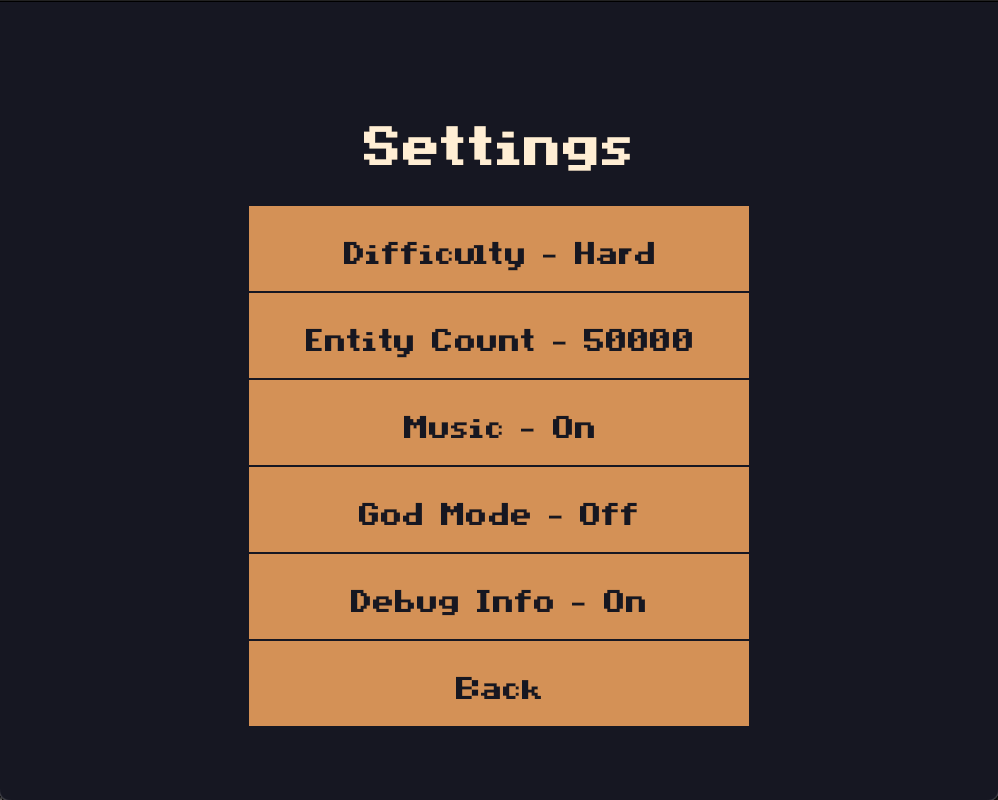 Settings
Difficulty - Hard
Entity Count - 50000
Music - On
God Mode - Off
Debug Info - On
Back